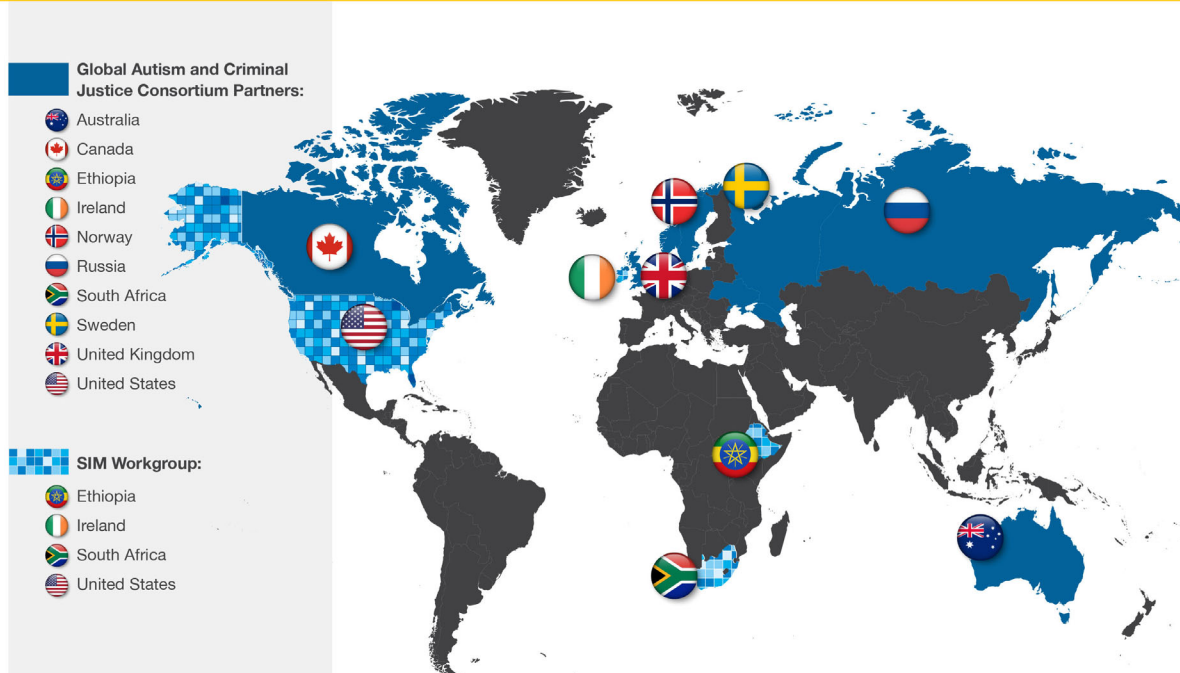 Global Autism and Criminal
Justice Consortium Partners:
Australia
Canada
Ethiopia
Ireland
Norway
Russia
South Africa
Sweden
United Kingdom
United States
SIM Workgroup:
Ethiopia
Ireland
South Africa
United States